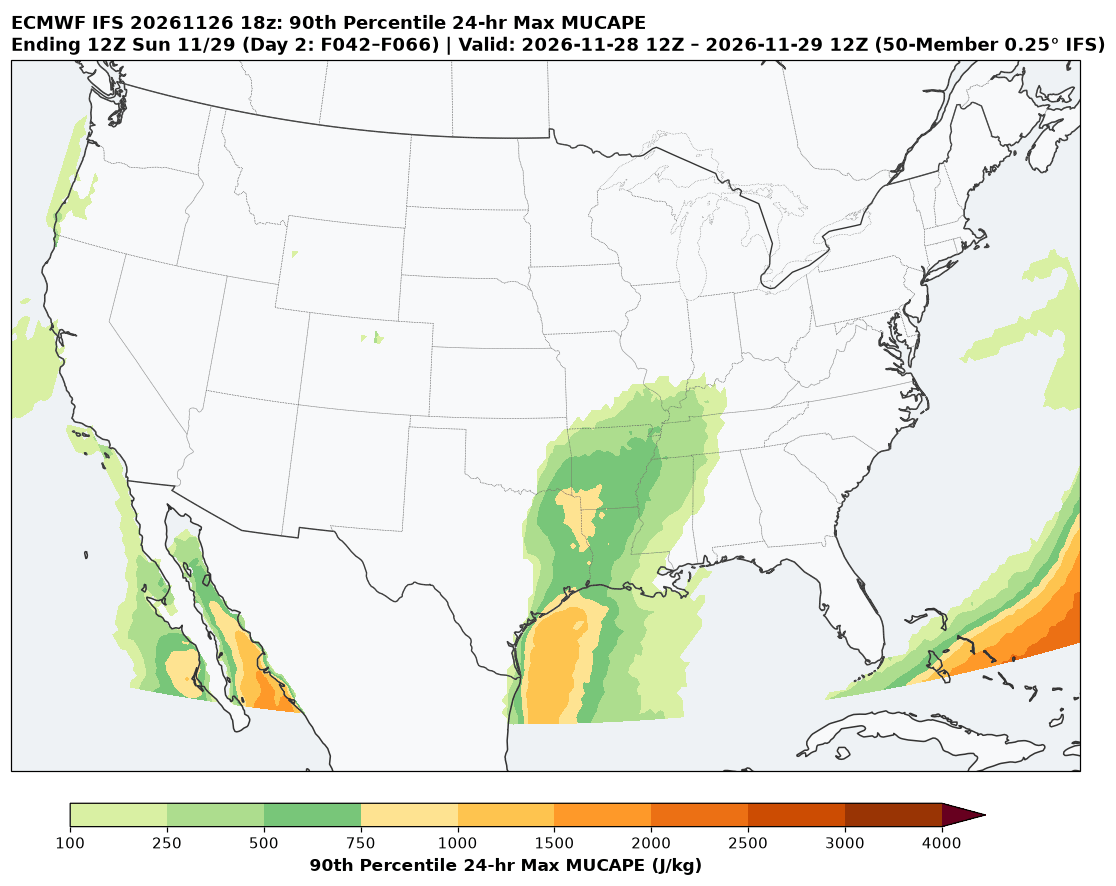 ECMWF IFS 20261126 18z: 90th Percentile 24-hr Max MUCAPE
Ending 12Z Sun 11/29 (Day 2: F042–F066) | Valid: 2026-11-28 12Z – 2026-11-29 12Z (50-Member 0.25° IFS)
100 250 500 750 1000 1500 2000 2500 3000 4000
90th Percentile 24-hr Max MUCAPE (J/kg)